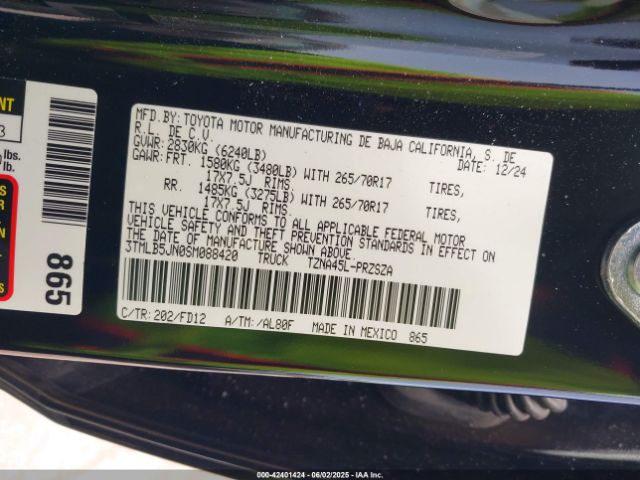 MFD.BY: TOYOTA MOTOR MANUFACTURING DE BAJA CALIFORNIA, S. DE
R.L. DE C.V. DATE: 12/24
GVWR: 2830KG (6240LB)
GAWR: FRT. 1580KG (3480LB) WITH 265/70R17 TIRES,
17X7.5J RIMS.
RR. 1485KG (3275LB) WITH 265/70R17 TIRES,
17X7.5J RIMS.
THIS VEHICLE CONFORMS TO ALL APPLICABLE FEDERAL MOTOR
VEHICLE SAFETY AND THEFT PREVENTION STANDARDS IN EFFECT ON
THE DATE OF MANUFACTURE SHOWN ABOVE.
3TMLB5JN0SM088420 TRUCK TZNA45L-PRZSZA
C/TR: 202/FD12 A/TM: /AL80F MADE IN MEXICO 865
865
lbs.
lb.
000-42401424 - 06/02/2025 - IAA Inc.